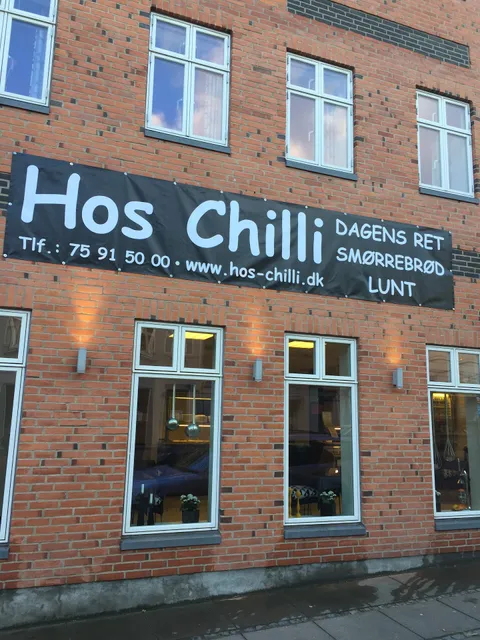 Hos Chilli
Tlf.: 75 91 50 00 • www.hos-chilli.dk
DAGENS RET
SMØRREBRØD
LUNT